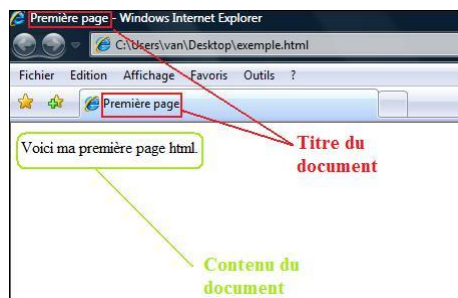 Première page - Windows Internet Explorer
C:\Users\van\Desktop\exemple.html
Fichier Edition Affichage Favoris Outils ?
Première page
Voici ma première page html.
Titre du
document
Contenu du
document